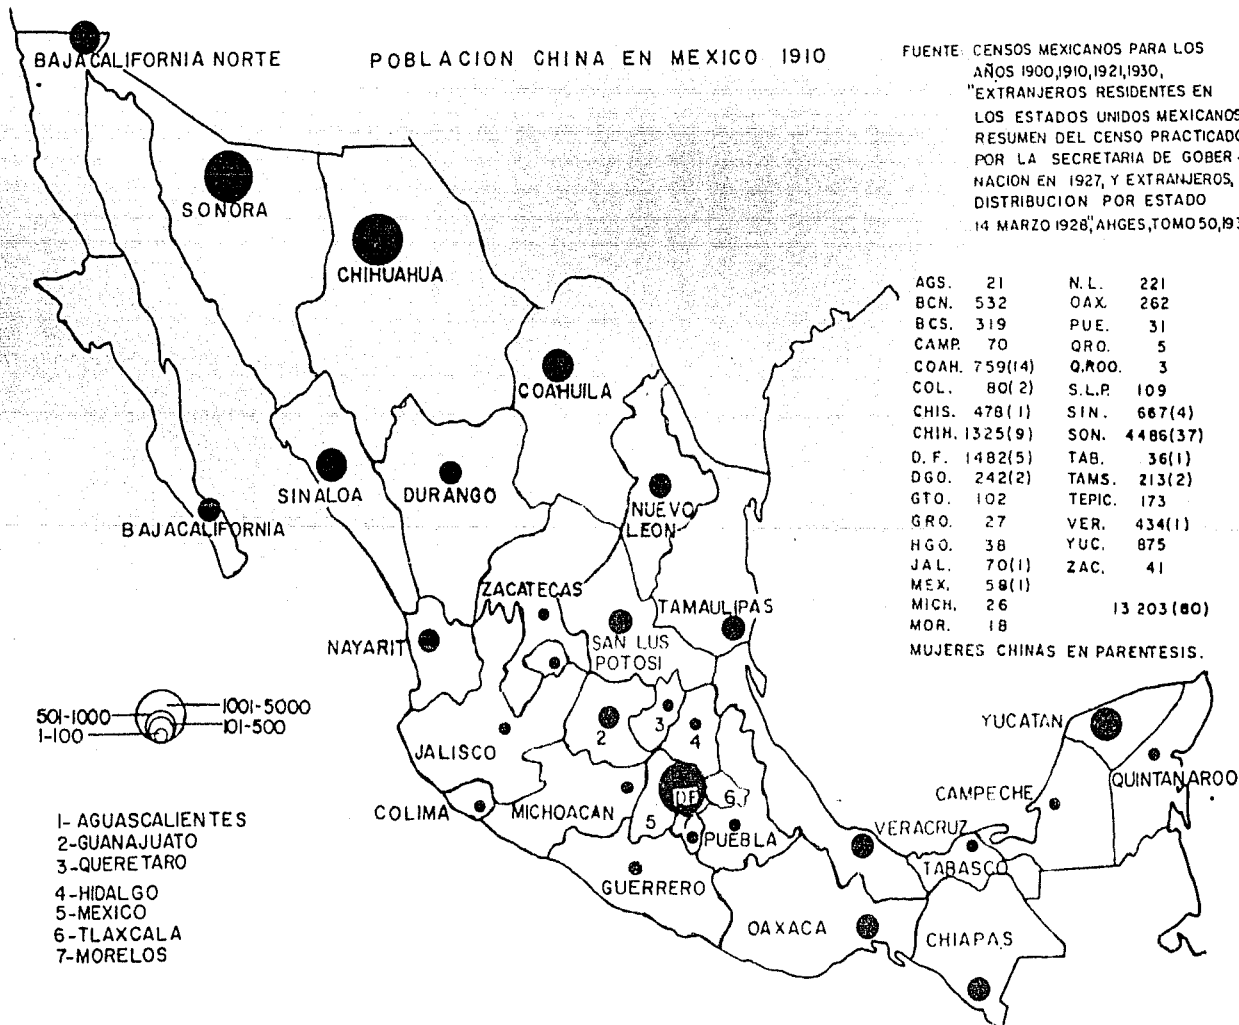 POBLACION CHINA EN MEXICO 1910
FUENTE: CENSOS MEXICANOS PARA LOS
AÑOS 1900,1910,1921,1930,
"EXTRANJEROS RESIDENTES EN
LOS ESTADOS UNIDOS MEXICANOS
RESUMEN DEL CENSO PRACTICADO
POR LA SECRETARIA DE GOBER-
NACION EN 1927, Y EXTRANJEROS,
DISTRIBUCION POR ESTADO
14 MARZO 1928," AHGES, TOMO 50,
AGS. 21 N.L. 221
BCN. 532 OAX. 262
BCS. 319 PUE. 31
CAMP. 70 QRO. 5
COAH. 759(14) Q.ROO. 3
COL. 80(2) S.L.P. 109
CHIS. 478(1) SIN. 667(4)
CHIH. 1325(9) SON. 4486(37)
D.F. 1482(5) TAB. 36(1)
DGO. 242(2) TAMS. 213(2)
GTO. 102 TEPIC. 173
GRO. 27 VER. 434(1)
HGO. 38 YUC. 875
JAL. 70(1) ZAC. 41
MEX. 58(1)
MICH. 26 13 203(80)
MOR. 18
MUJERES CHINAS EN PARENTESIS.
BAJACALIFORNIA NORTE
SONORA
CHIHUAHUA
COAHUILA
SINALOA
DURANGO
NUEVO
LEON
BAJACALIFORNIA
ZACATECAS
TAMAULIPAS
NAYARIT
SAN LUS
POTOSI
JALISCO
2
3
4
COLIMA
MICHOACAN
5
DF
6
7
PUEBLA
GUERRERO
VERACRUZ
TABASCO
OAXACA
CHIAPAS
YUCATAN
CAMPECHE
QUINTANAROO
1001-5000
501-1000
101-500
1-100
1- AGUASCALIENTES
2-GUANAJUATO
3-QUERETARO
4-HIDALGO
5-MEXICO
6-TLAXCALA
7-MORELOS